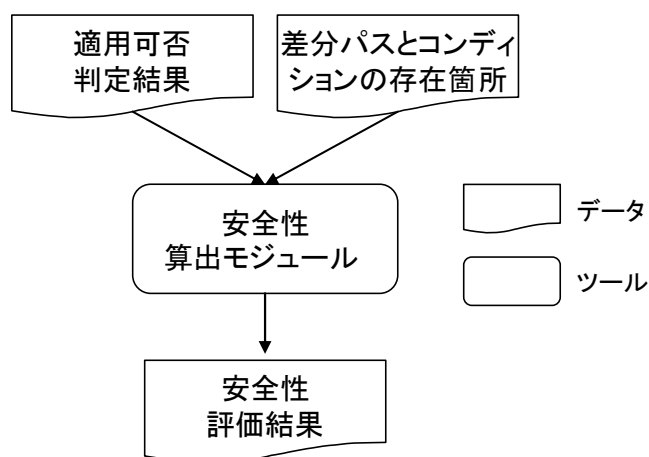 適用可否
判定結果
差分パスとコンディ
ションの存在箇所
安全性
算出モジュール
データ
ツール
安全性
評価結果